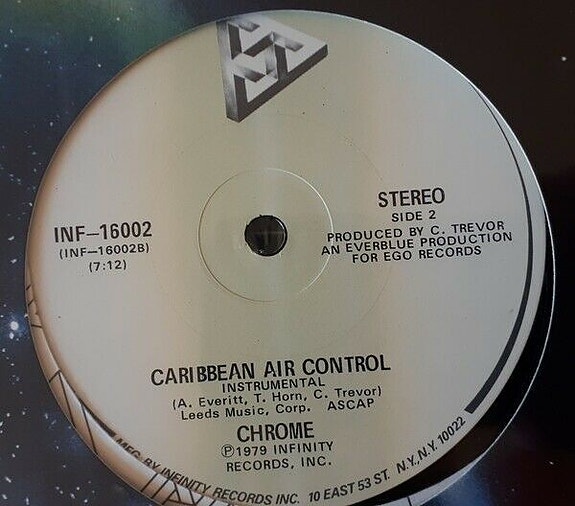 INF—16002
(INF—16002B)
(7:12)
STEREO
SIDE 2
PRODUCED BY C. TREVOR
AN EVERBLUE PRODUCTION
FOR EGO RECORDS
CARIBBEAN AIR CONTROL
INSTRUMENTAL
(A. Everitt, T. Horn, C. Trevor)
Leeds Music, Corp. ASCAP
CHROME
℗1979 INFINITY
RECORDS, INC.
MFG. BY INFINITY RECORDS INC. 10 EAST 53 ST. N.Y., N.Y. 10022